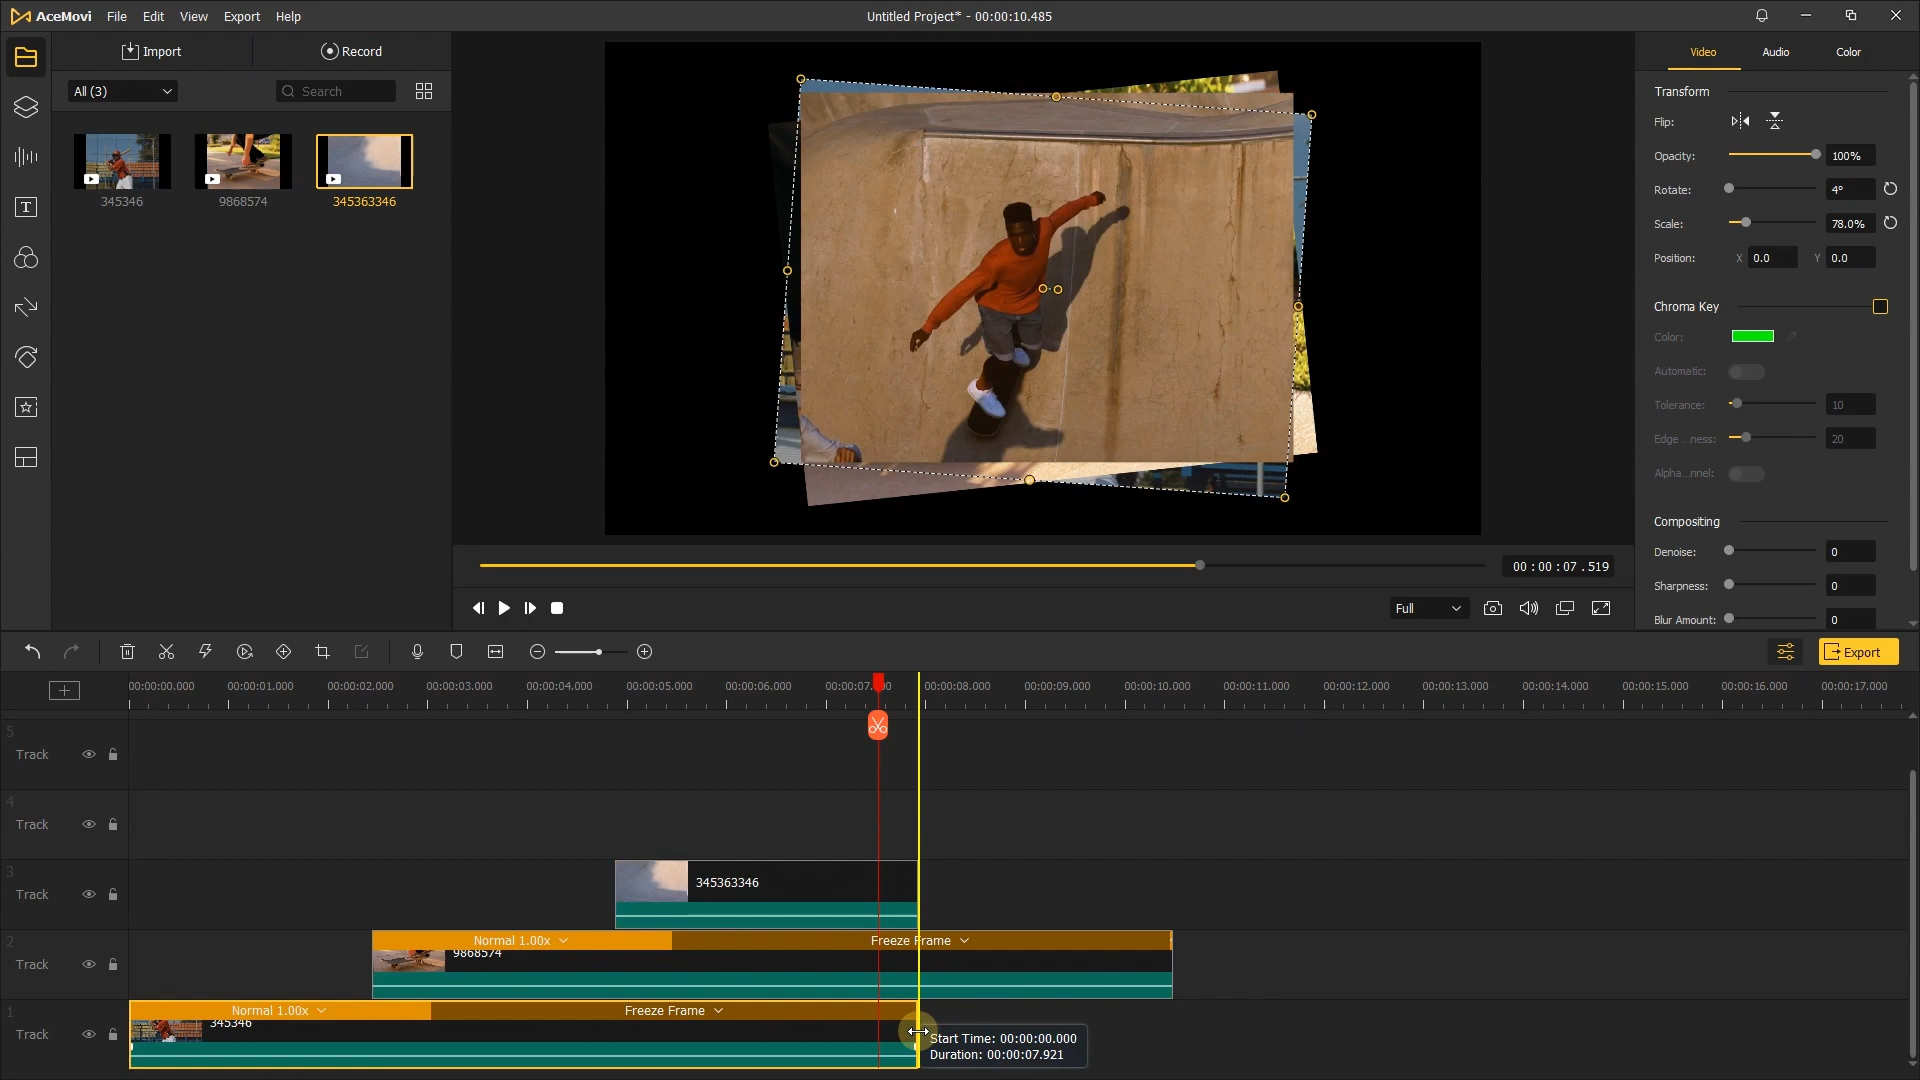 AceMovi File Edit View Export Help
Untitled Project* - 00:00:10.485
Import
Record
All (3)
Search
345346
9868574
345363346
Video
Audio
Color
Transform
Flip:
Opacity: 100%
Rotate: 4°
Scale: 78.0%
Position: X 0.0 Y 0.0
Chroma Key
Color:
Automatic:
Tolerance: 10
Edge ...ness: 20
Alpha...nnel:
Compositing
Denoise: 0
Sharpness: 0
Blur Amount: 0
00 : 00 : 07 . 519
Full
Export
00:00:00.000 00:00:01.000 00:00:02.000 00:00:03.000 00:00:04.000 00:00:05.000 00:00:06.000 00:00:08.000 00:00:09.000 00:00:10.000 00:00:11.000 00:00:12.000 00:00:13.000 00:00:14.000 00:00:15.000 00:00:16.000 00:00:17.000
5
Track
4
Track
3
Track
345363346
2
Track
Normal 1.00x
Freeze Frame
9868574
1
Track
Normal 1.00x
Freeze Frame
345346
Start Time: 00:00:00.000
Duration: 00:00:07.921